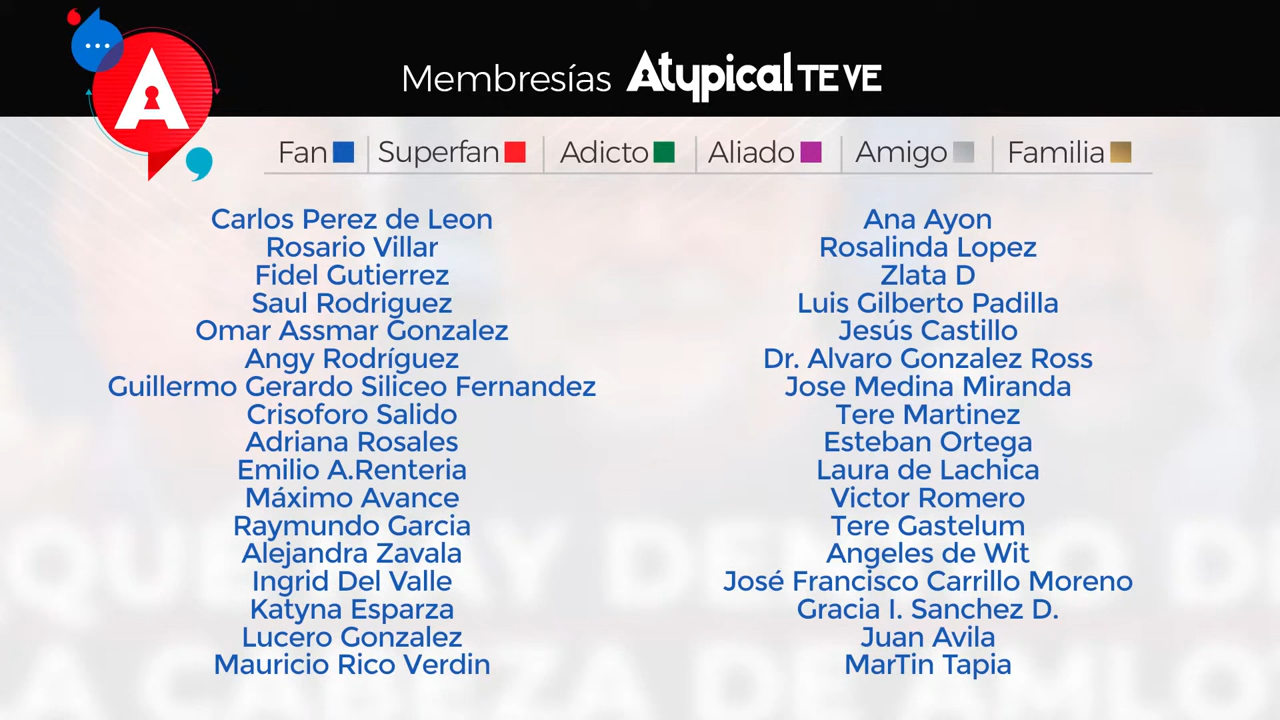 Membresías Atypical TE VE
A
Fan
Superfan
Adicto
Aliado
Amigo
Familia
Carlos Perez de Leon
Rosario Villar
Fidel Gutierrez
Saul Rodriguez
Omar Assmar Gonzalez
Angy Rodríguez
Guillermo Gerardo Siliceo Fernandez
Crisoforo Salido
Adriana Rosales
Emilio A.Renteria
Máximo Avance
Raymundo Garcia
Alejandra Zavala
Ingrid Del Valle
Katyna Esparza
Lucero Gonzalez
Mauricio Rico Verdin
Ana Ayon
Rosalinda Lopez
Zlata D
Luis Gilberto Padilla
Jesús Castillo
Dr. Alvaro Gonzalez Ross
Jose Medina Miranda
Tere Martinez
Esteban Ortega
Laura de Lachica
Victor Romero
Tere Gastelum
Angeles de Wit
José Francisco Carrillo Moreno
Gracia I. Sanchez D.
Juan Avila
MarTin Tapia